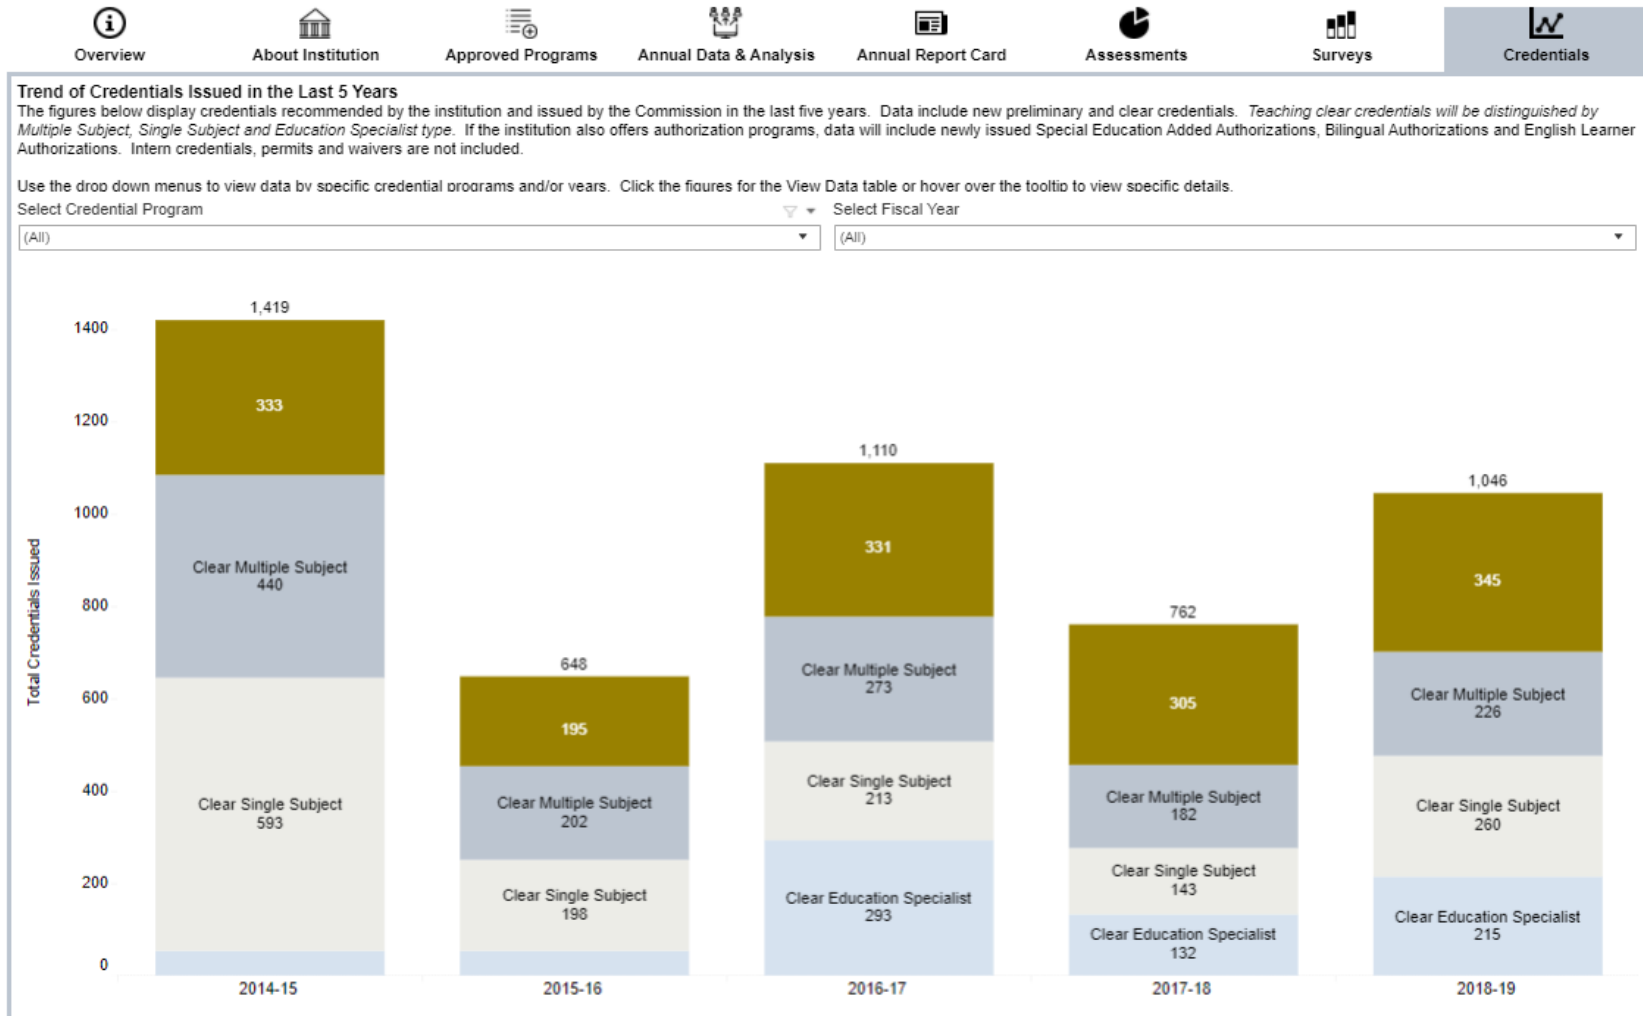 Overview
About Institution
Approved Programs
Annual Data & Analysis
Annual Report Card
Assessments
Surveys
Credentials
Trend of Credentials Issued in the Last 5 Years
The figures below display credentials recommended by the institution and issued by the Commission in the last five years. Data include new preliminary and clear credentials. Teaching clear credentials will be distinguished by
Multiple Subject, Single Subject and Education Specialist type. If the institution also offers authorization programs, data will include newly issued Special Education Added Authorizations, Bilingual Authorizations and English Learner
Authorizations. Intern credentials, permits and waivers are not included.
Use the drop down menus to view data by specific credential programs and/or years. Click the figures for the View Data table or hover over the tooltip to view specific details.
Select Credential Program
Select Fiscal Year
(All)
(All)
Total Credentials Issued
1400
1200
1000
800
600
400
200
0
1,419
333
Clear Multiple Subject
440
Clear Single Subject
593
2014-15
648
195
Clear Multiple Subject
202
Clear Single Subject
198
2015-16
1,110
331
Clear Multiple Subject
273
Clear Single Subject
213
Clear Education Specialist
293
2016-17
762
305
Clear Multiple Subject
182
Clear Single Subject
143
Clear Education Specialist
132
2017-18
1,046
345
Clear Multiple Subject
226
Clear Single Subject
260
Clear Education Specialist
215
2018-19